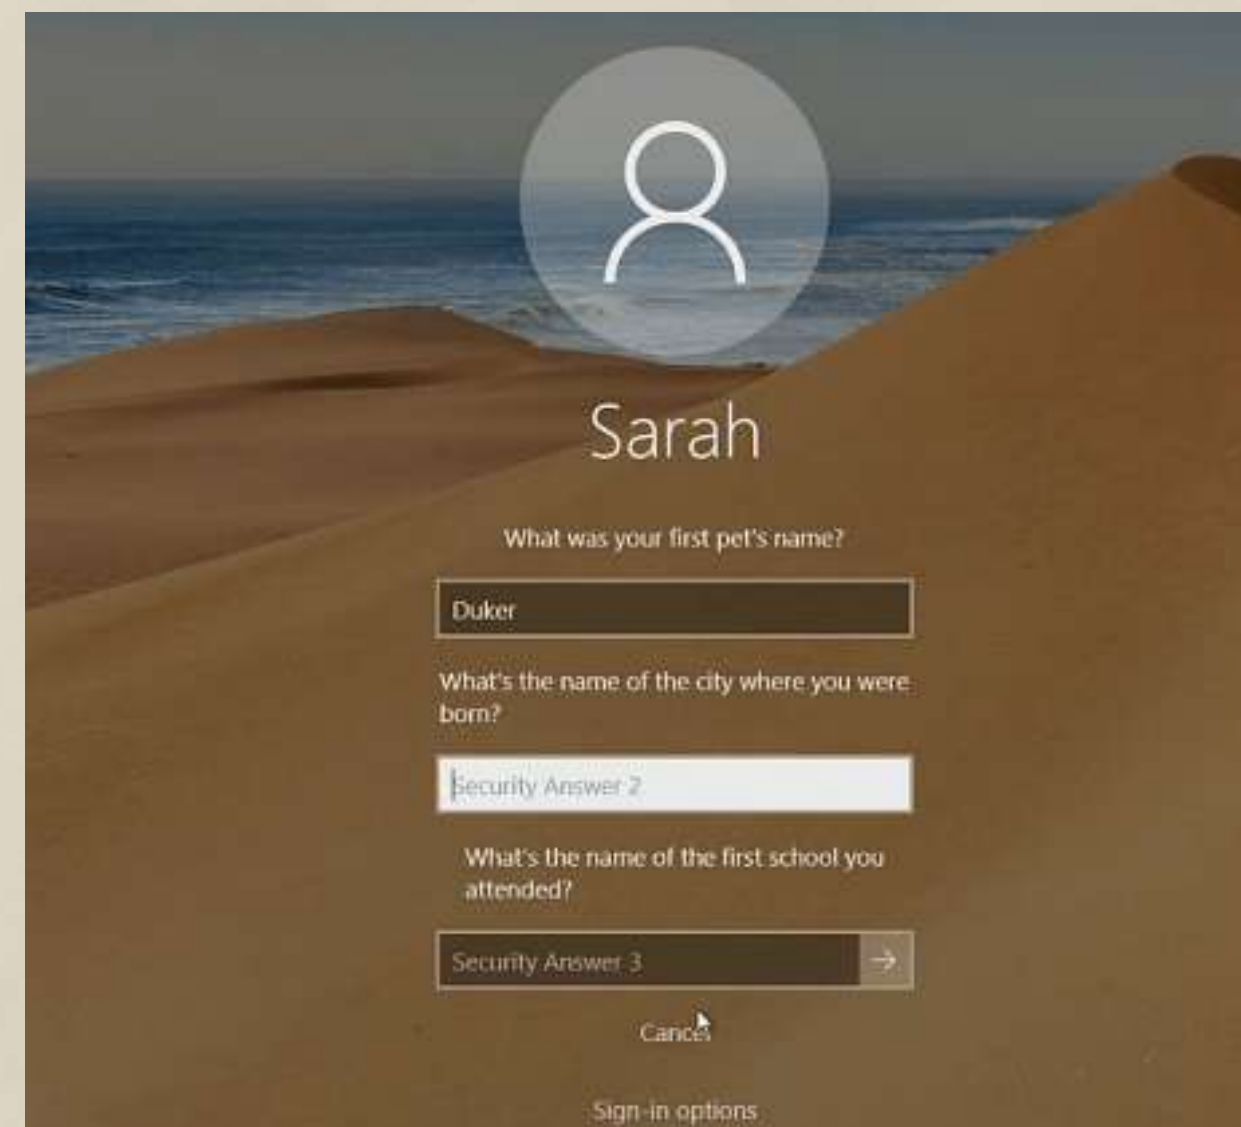 Sarah
What was your first pet's name?
Duker
What's the name of the city where you were
born?
Security Answer 2
What's the name of the first school you
attended?
Security Answer 3
Cancel
Sign-in options